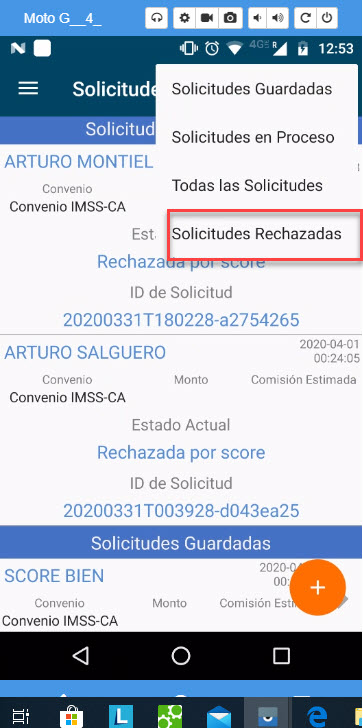 Moto G__4_
4G
12:53
Solicitude
Solicitudes Guardadas
Solicitudes en Proceso
Todas las Solicitudes
Solicitudes Rechazadas
Solicitud
ARTURO MONTIEL
Convenio
Convenio IMSS-CA
Esta
Rechazada por score
ID de Solicitud
20200331T180228-a2754265
ARTURO SALGUERO
2020-04-01
00:24:05
Convenio Monto Comisión Estimada
Convenio IMSS-CA
Estado Actual
Rechazada por score
ID de Solicitud
20200331T003928-d043ea25
Solicitudes Guardadas
SCORE BIEN
2020-04
00:
Convenio Monto Comisión Esti
Convenio IMSS-CA